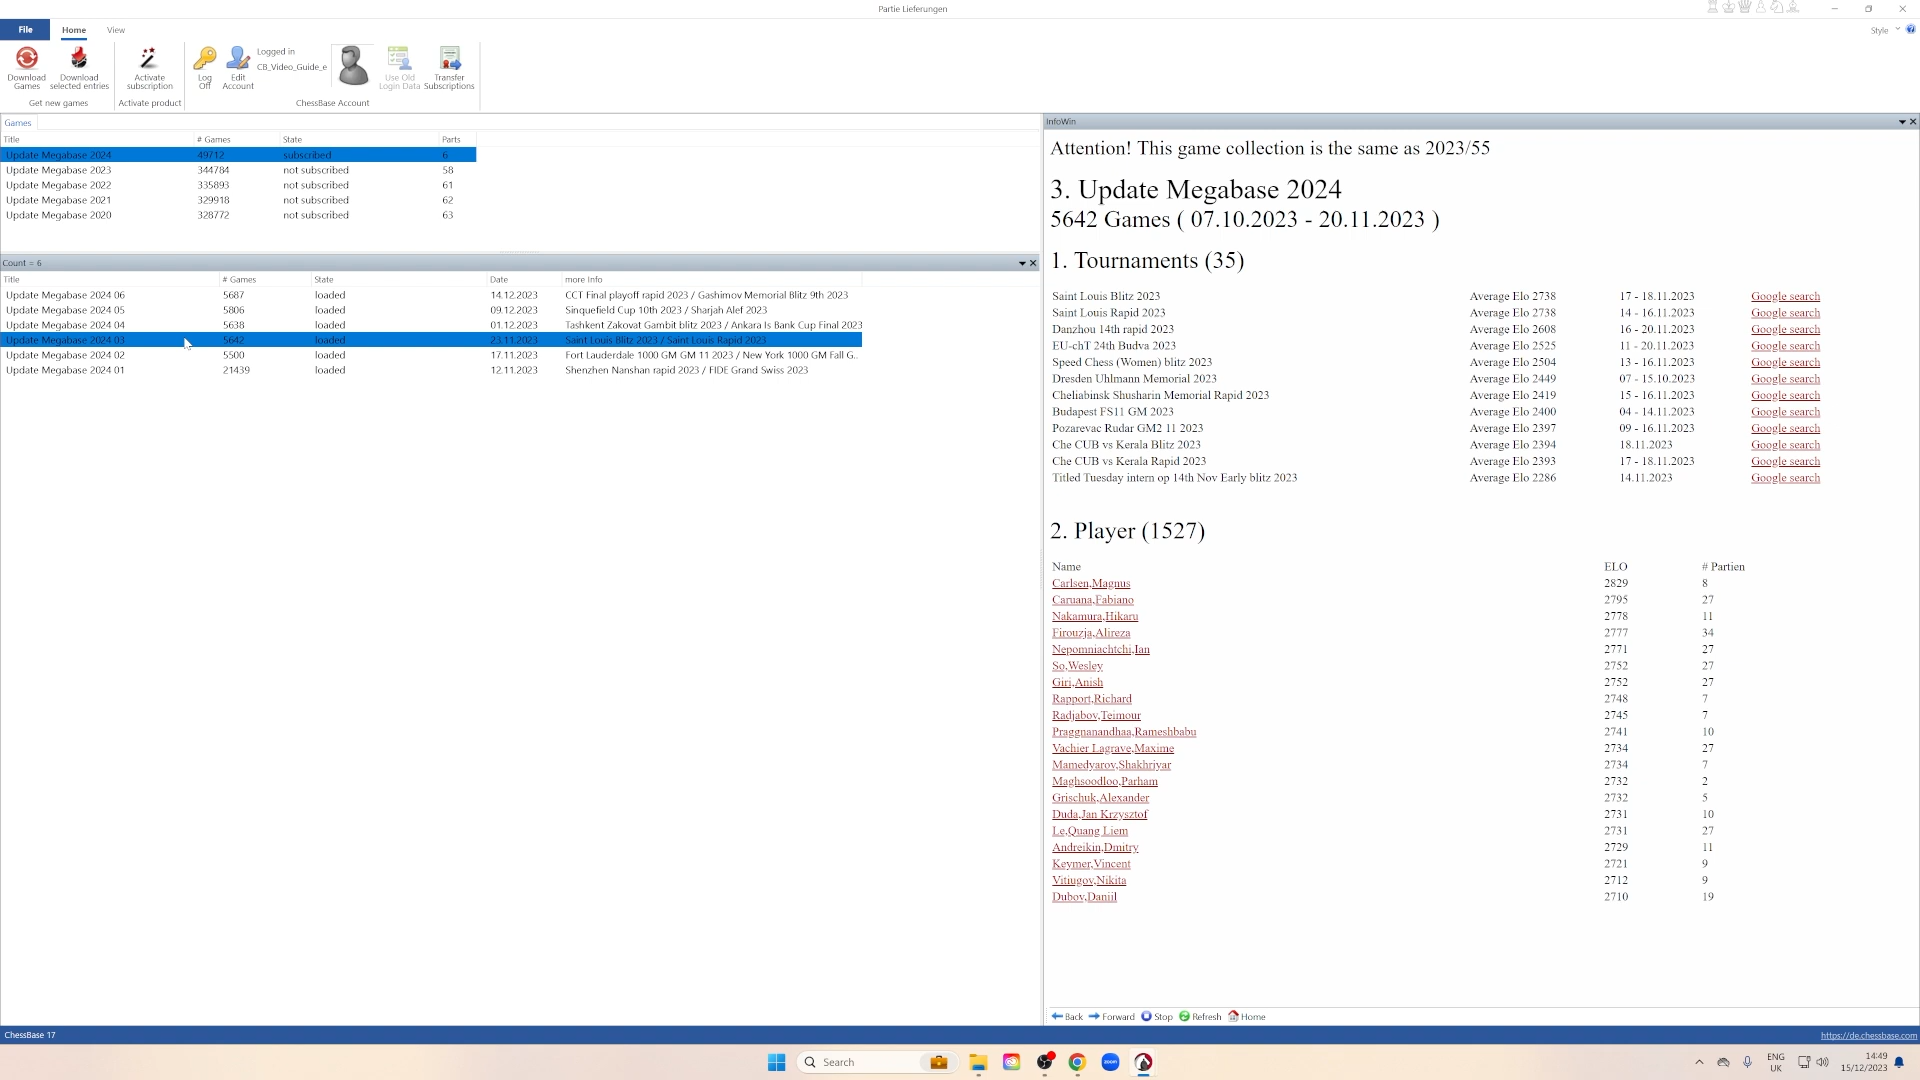 Partie Lieferungen
File Home View Style
Download Games
Download selected entries
Get new games
Activate subscription
Activate product
Log Off
Edit Account
Logged in
CB_Video_Guide_e
Use Old Login Data
Transfer Subscriptions
ChessBase Account
Games
Title # Games State Parts
Update Megabase 2024 49712 subscribed 6
Update Megabase 2023 344784 not subscribed 58
Update Megabase 2022 335893 not subscribed 61
Update Megabase 2021 329918 not subscribed 62
Update Megabase 2020 328772 not subscribed 63
Count = 6
Title # Games State Date more Info
Update Megabase 2024 06 5687 loaded 14.12.2023 CCT Final playoff rapid 2023 / Gashimov Memorial Blitz 9th 2023
Update Megabase 2024 05 5806 loaded 09.12.2023 Sinquefield Cup 10th 2023 / Sharjah Alef 2023
Update Megabase 2024 04 5638 loaded 01.12.2023 Tashkent Zakovat Gambit blitz 2023 / Ankara Is Bank Cup Final 2023
Update Megabase 2024 03 5642 loaded 23.11.2023 Saint Louis Blitz 2023 / Saint Louis Rapid 2023
Update Megabase 2024 02 5500 loaded 17.11.2023 Fort Lauderdale 1000 GM GM 11 2023 / New York 1000 GM Fall G..
Update Megabase 2024 01 21439 loaded 12.11.2023 Shenzhen Nanshan rapid 2023 / FIDE Grand Swiss 2023
InfoWin
Attention! This game collection is the same as 2023/55
3. Update Megabase 2024
5642 Games ( 07.10.2023 - 20.11.2023 )
1. Tournaments (35)
Saint Louis Blitz 2023 Average Elo 2738 17 - 18.11.2023 Google search
Saint Louis Rapid 2023 Average Elo 2738 14 - 16.11.2023 Google search
Danzhou 14th rapid 2023 Average Elo 2608 16 - 20.11.2023 Google search
EU-chT 24th Budva 2023 Average Elo 2525 11 - 20.11.2023 Google search
Speed Chess (Women) blitz 2023 Average Elo 2504 13 - 16.11.2023 Google search
Dresden Uhlmann Memorial 2023 Average Elo 2449 07 - 15.10.2023 Google search
Cheliabinsk Shusharin Memorial Rapid 2023 Average Elo 2419 15 - 16.11.2023 Google search
Budapest FS11 GM 2023 Average Elo 2400 04 - 14.11.2023 Google search
Pozarevac Rudar GM2 11 2023 Average Elo 2397 09 - 16.11.2023 Google search
Che CUB vs Kerala Blitz 2023 Average Elo 2394 18.11.2023 Google search
Che CUB vs Kerala Rapid 2023 Average Elo 2393 17 - 18.11.2023 Google search
Titled Tuesday intern op 14th Nov Early blitz 2023 Average Elo 2286 14.11.2023 Google search
2. Player (1527)
Name ELO # Partien
Carlsen,Magnus 2829 8
Caruana,Fabiano 2795 27
Nakamura,Hikaru 2778 11
Firouzja,Alireza 2777 34
Nepomniachtchi,Ian 2771 27
So,Wesley 2752 27
Giri,Anish 2752 27
Rapport,Richard 2748 7
Radjabov,Teimour 2745 7
Praggnanandhaa,Rameshbabu 2741 10
Vachier Lagrave,Maxime 2734 27
Mamedyarov,Shakhriyar 2734 7
Maghsoodloo,Parham 2732 2
Grischuk,Alexander 2732 5
Duda,Jan Krzysztof 2731 10
Le,Quang Liem 2731 27
Andreikin,Dmitry 2729 11
Keymer,Vincent 2721 9
Vitiugov,Nikita 2712 9
Dubov,Daniil 2710 19
Back Forward Stop Refresh Home
ChessBase 17 https://de.chessbase.com
Search
zoom
ENG
UK
14:49
15/12/2023